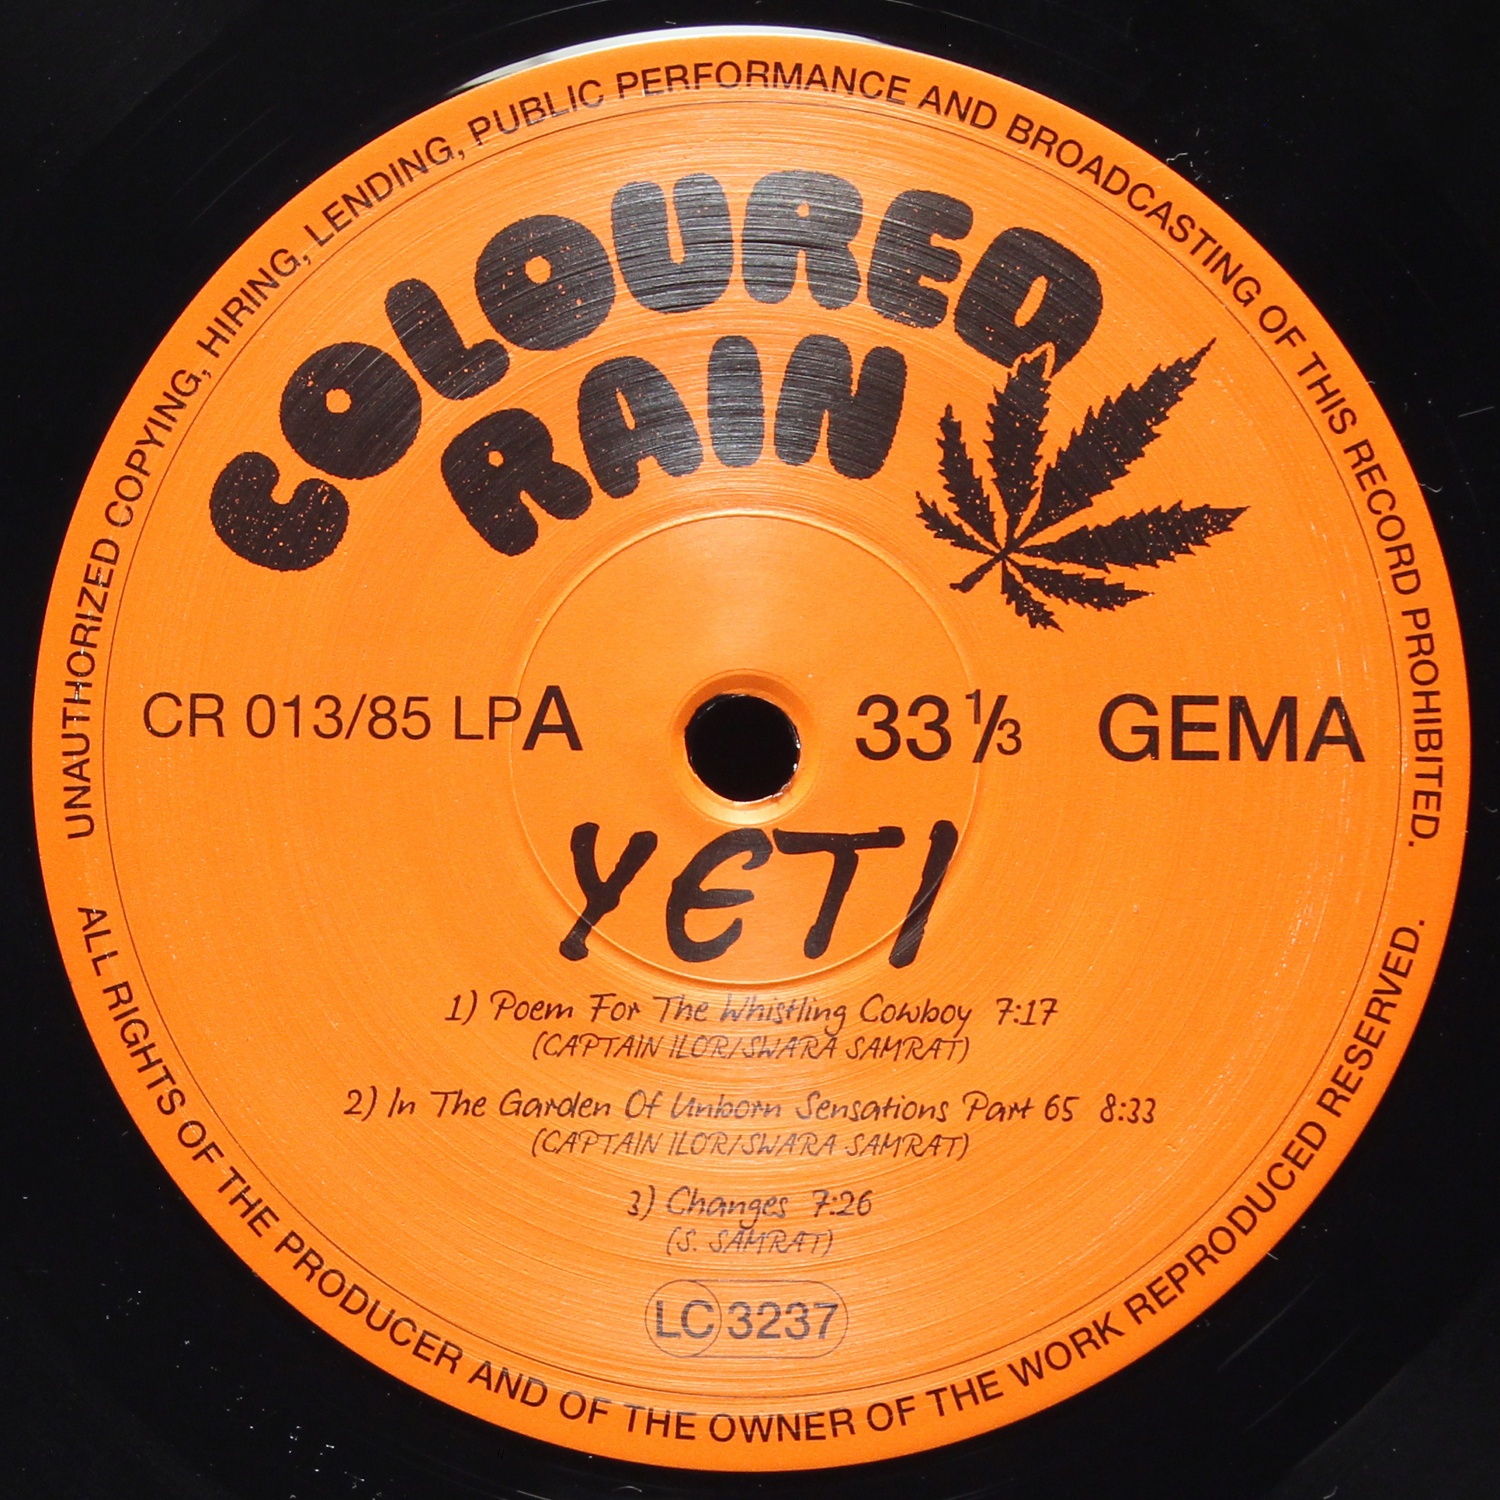 UNAUTHORIZED COPYING, HIRING, LENDING, PUBLIC PERFORMANCE AND BROADCASTING OF THIS RECORD PROHIBITED.
COLOURED
RAIN
CR 013/85 LP A 33 1/3 GEMA
YETI
1) Poem For The Whistling Cowboy 7:17
(CAPTAIN ILOR/SWARA SAMRAT)
2) In The Garden Of Unborn Sensations Part 65 8:33
(CAPTAIN ILOR/SWARA SAMRAT)
3) Changes 7:26
(S. SAMRAT)
LC 3237
ALL RIGHTS OF THE PRODUCER AND OF THE OWNER OF THE WORK REPRODUCED RESERVED.